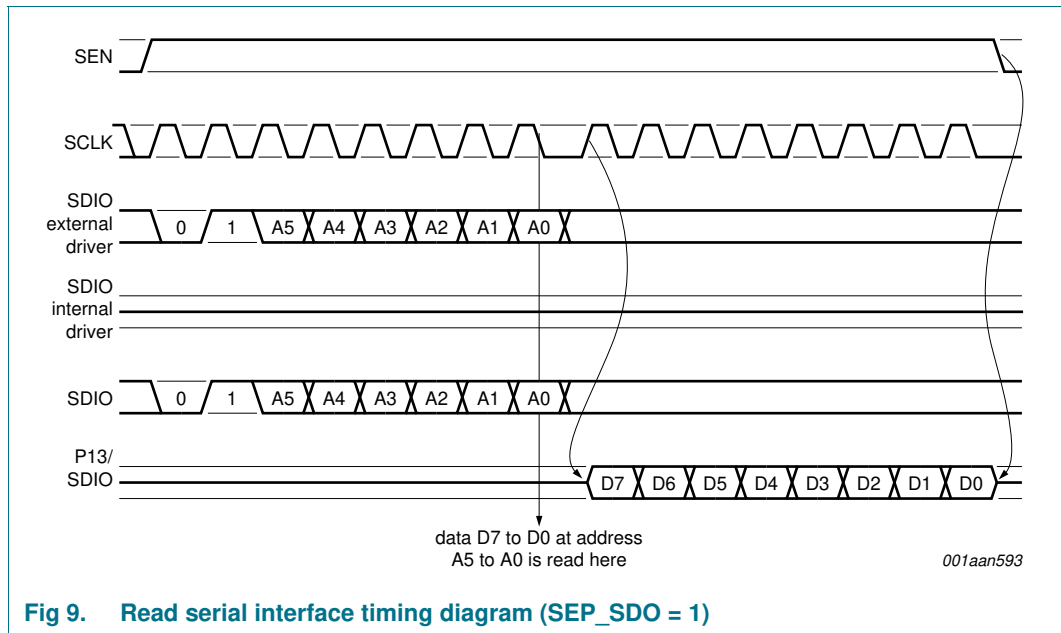 SEN
SCLK
SDIO
external
driver
0 1 A5 A4 A3 A2 A1 A0
SDIO
internal
driver
SDIO
0 1 A5 A4 A3 A2 A1 A0
P13/
SDIO
D7 D6 D5 D4 D3 D2 D1 D0
data D7 to D0 at address
A5 to A0 is read here
001aan593
Fig 9. Read serial interface timing diagram (SEP_SDO = 1)